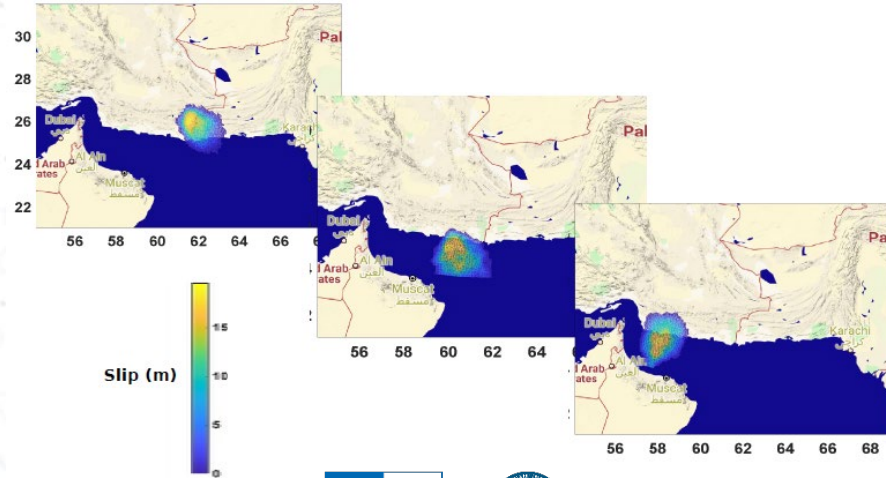 30
28
26
24
22
Pal
Dubai
دبي
Al Ain
العين
d Arab
ates
Muscat
مسقط
Karachi
56
58
60
62
64
66
Pal
Dubai
دبي
Al Ain
العين
d Arab
ates
Muscat
مسقط
56
58
60
62
64
Pa
Dubai
دبي
Al Ain
d Arab
ates
Muscat
مسقط
Karachi
كراچی
56
58
60
62
64
66
68
Slip (m)
15
10
5
0